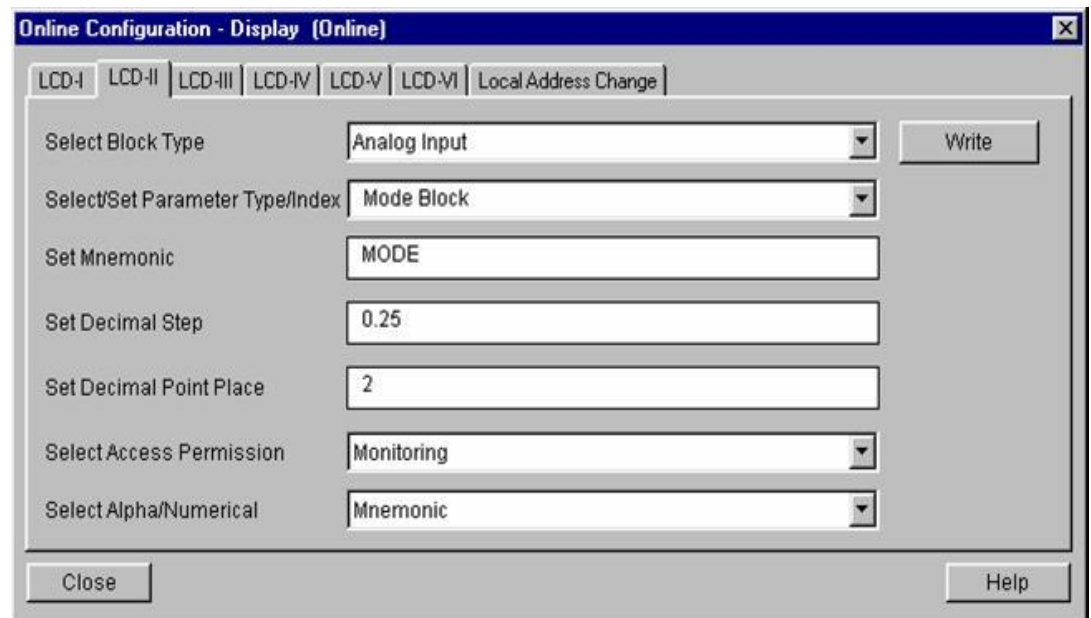 Online Configuration - Display (Online)
LCD-I LCD-II LCD-III LCD-IV LCD-V LCD-VI Local Address Change
Select Block Type Analog Input Write
Select/Set Parameter Type/Index Mode Block
Set Mnemonic MODE
Set Decimal Step 0.25
Set Decimal Point Place 2
Select Access Permission Monitoring
Select Alpha/Numerical Mnemonic
Close Help